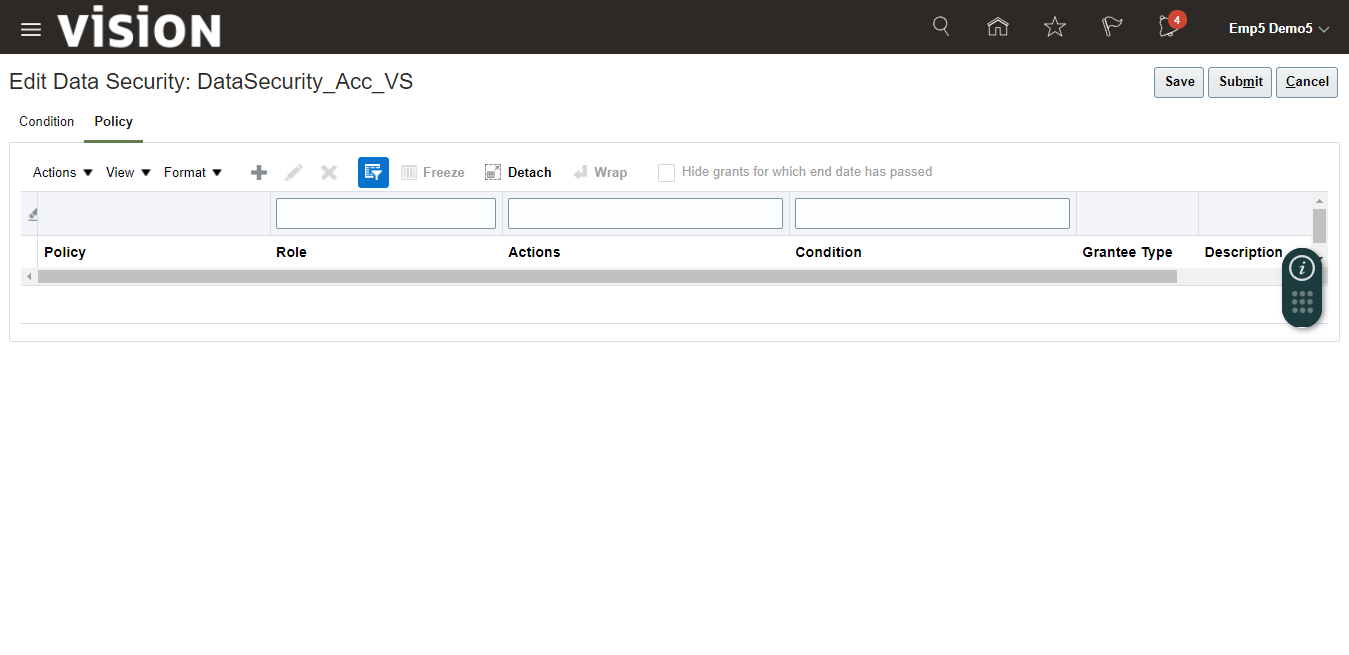 VISION
4
Emp5 Demo5
Edit Data Security: DataSecurity_Acc_VS
Save Submit Cancel
Condition Policy
Actions View Format Freeze Detach Wrap Hide grants for which end date has passed
Policy Role Actions Condition Grantee Type Description
i